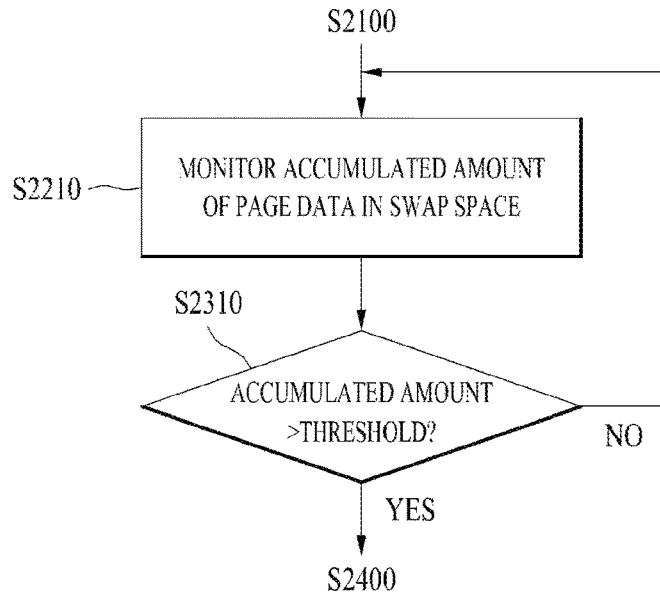 S2100
S2210
MONITOR ACCUMULATED AMOUNT
OF PAGE DATA IN SWAP SPACE
S2310
ACCUMULATED AMOUNT
>THRESHOLD?
NO
YES
S2400